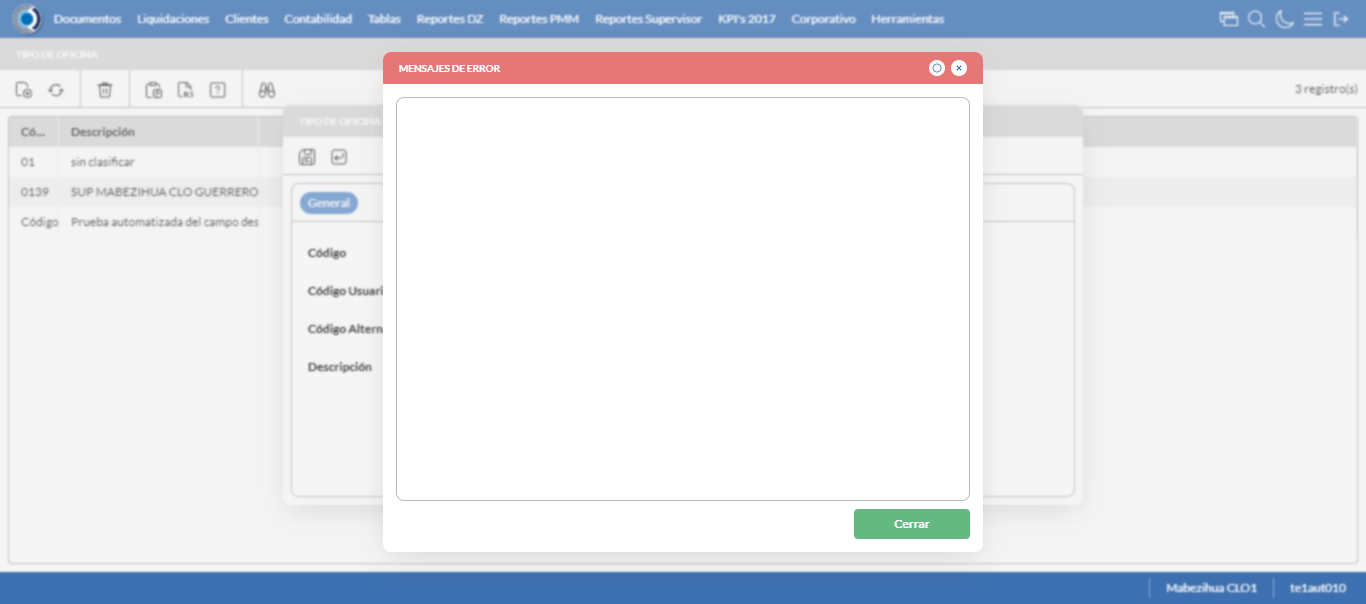 Documentos Liquidaciones Clientes Contabilidad Tablas Reportes DZ Reportes PMM Reportes Supervisor KPI's 2017 Corporativo Herramientas
TIPO DE OFICINA
MENSAJES DE ERROR
3 registro(s)
TIPO DE OFICINA
Có... Descripción
01 sin clasificar
0139 SUP MABEZIHUA CLO GUERRERO
Código Prueba automatizada del campo des
General
Código
Código Usuari
Código Altern
Descripción
Cerrar
Mabezihua CLO1 te1aut010